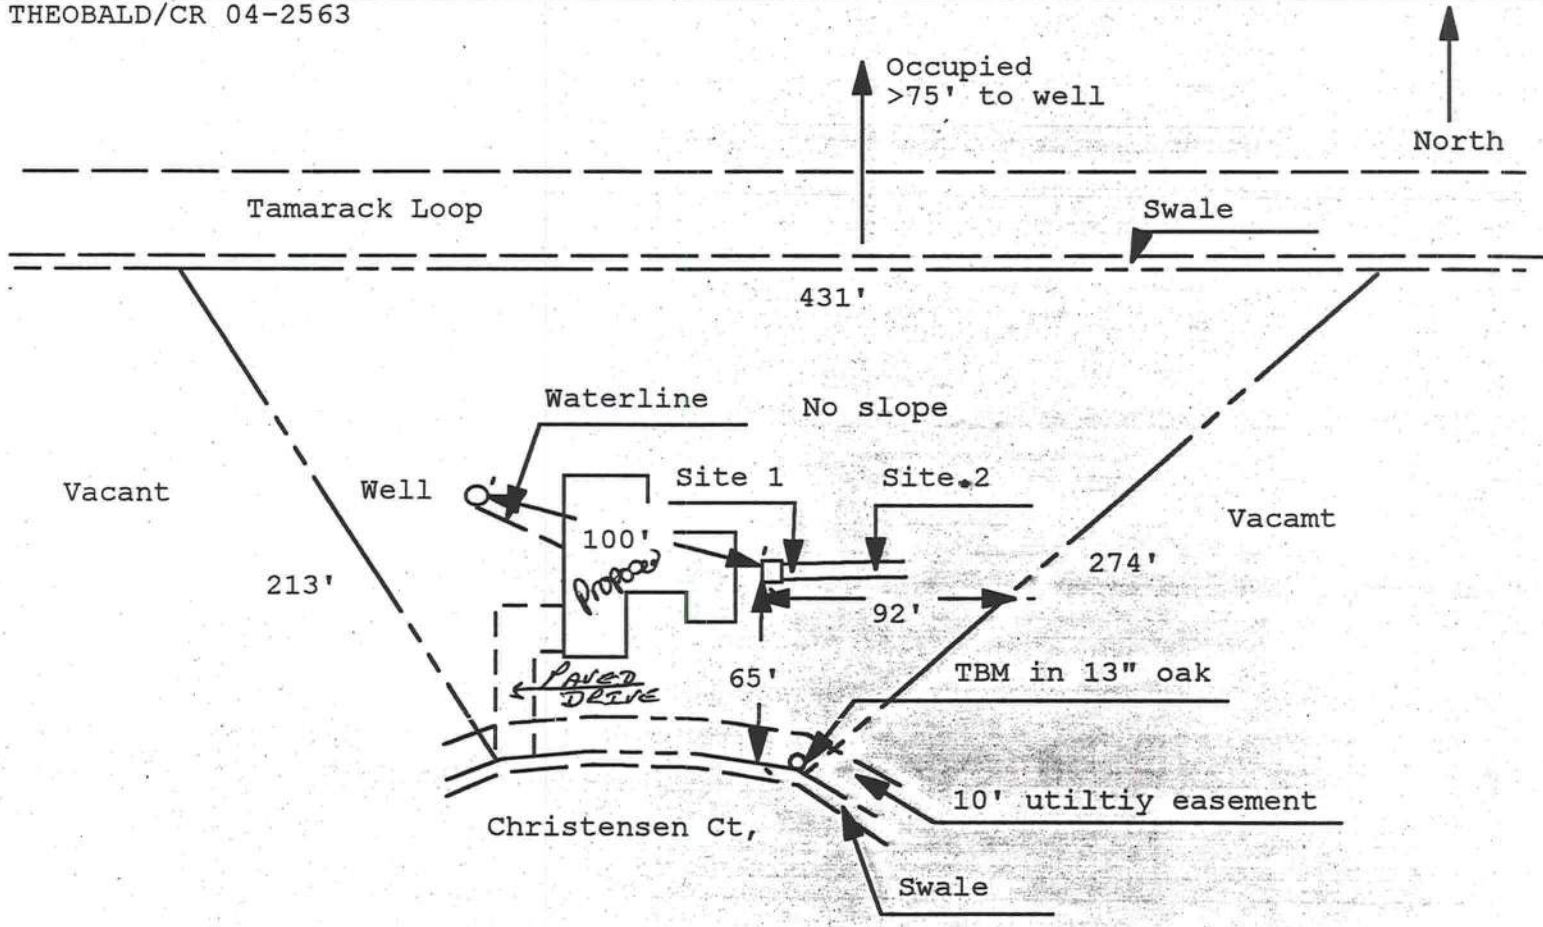 THEOBALD/CR 04-2563
Occupied
>75' to well
North
Tamarack Loop
Swale
431'
Waterline
No slope
Site 1
Site 2
Vacant
Well
Vacamt
100'
213'
274'
92'
PAVED
DRIVE
65'
TBM in 13" oak
10' utiltiy easement
Christensen Ct,
Swale